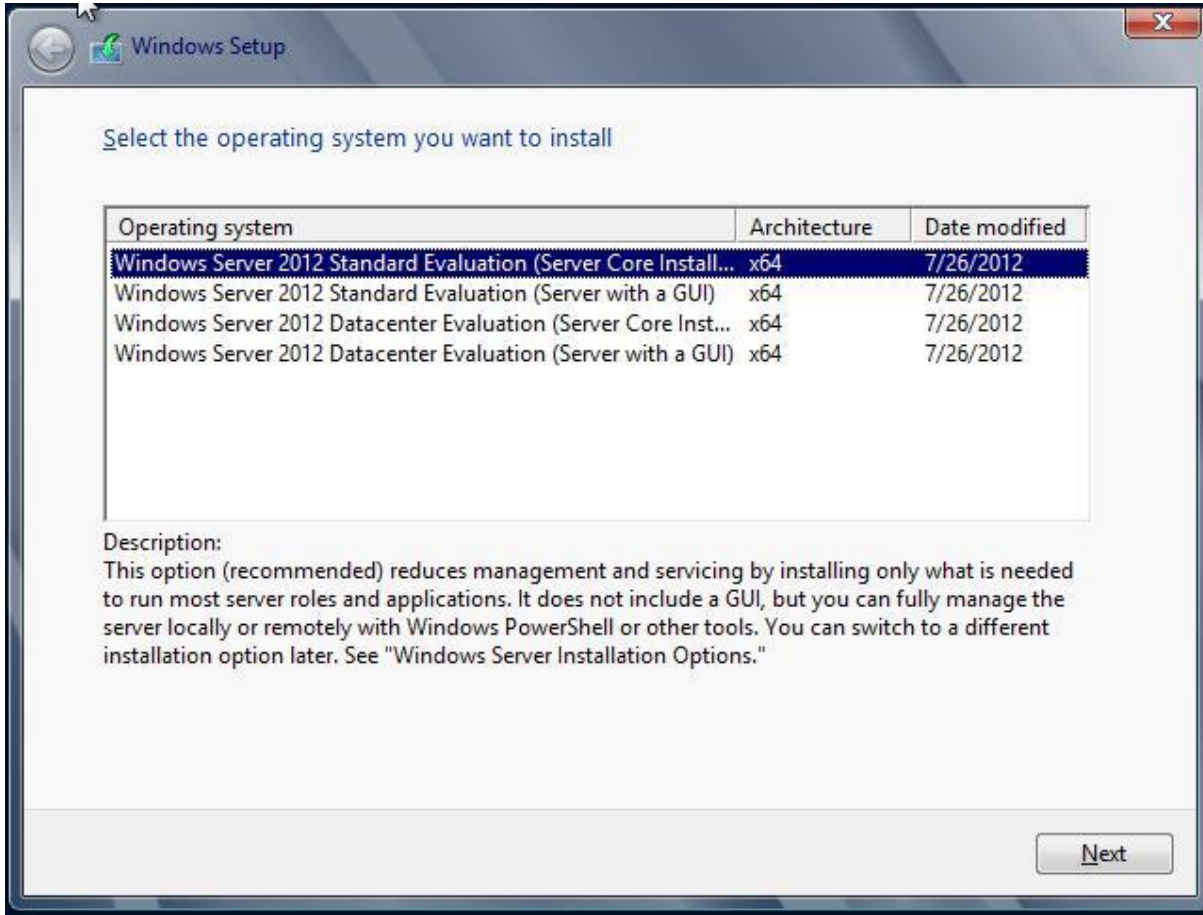 Windows Setup
Select the operating system you want to install
Operating system Architecture Date modified
Windows Server 2012 Standard Evaluation (Server Core Install... x64 7/26/2012
Windows Server 2012 Standard Evaluation (Server with a GUI) x64 7/26/2012
Windows Server 2012 Datacenter Evaluation (Server Core Inst... x64 7/26/2012
Windows Server 2012 Datacenter Evaluation (Server with a GUI) x64 7/26/2012
Description:
This option (recommended) reduces management and servicing by installing only what is needed
to run most server roles and applications. It does not include a GUI, but you can fully manage the
server locally or remotely with Windows PowerShell or other tools. You can switch to a different
installation option later. See "Windows Server Installation Options."
Next